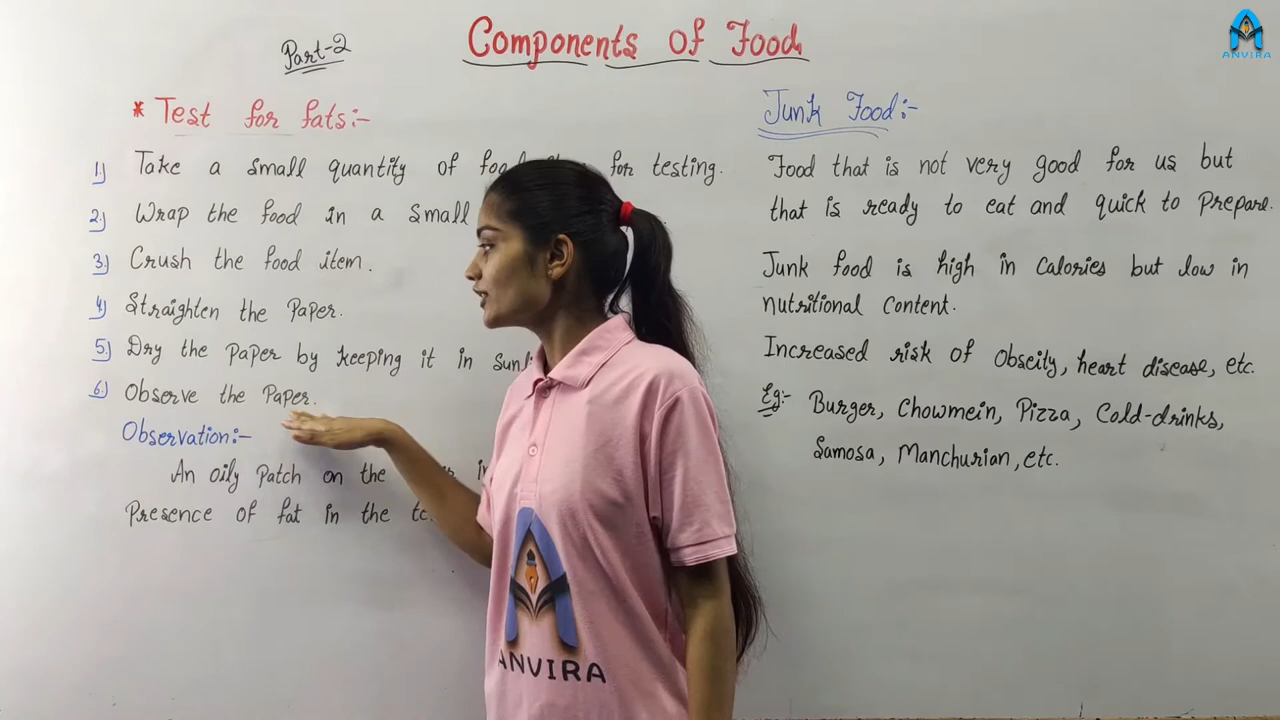 Part-2
Components of Food
* Test for fats:-
1.) Take a small quantity of for testing.
2.) Wrap the food in a small
3.) Crush the food item.
4.) Straighten the Paper.
5.) Dry the paper by keeping it in
6.) Observe the Paper.
Observation:-
An oily patch on the
Presence of fat in the
Junk Food:-
Food that is not very good for us but
that is ready to eat and quick to Prepare.
Junk food is high in Calories but low in
nutritional Content.
Increased risk of Obseity, heart disease, etc.
Eg:- Burger, Chowmein, Pizza, Cold-drinks,
Samosa, Manchurian, etc.
ANVIRA
ANVIRA